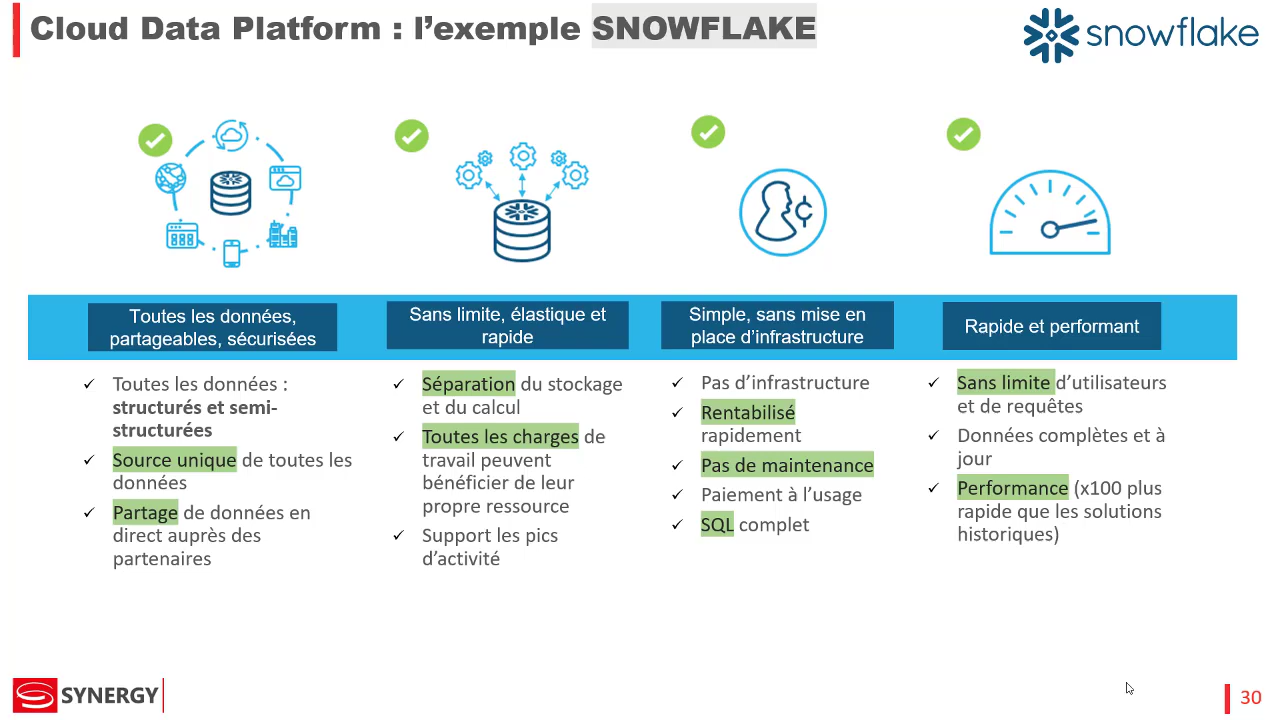 Cloud Data Platform : l’exemple SNOWFLAKE
snowflake
Toutes les données,
partageables, sécurisées
Toutes les données :
structurés et semi-
structurées
Source unique de toutes les
données
Partage de données en
direct auprès des
partenaires
Sans limite, élastique et
rapide
Séparation du stockage
et du calcul
Toutes les charges de
travail peuvent
bénéficier de leur
propre ressource
Support les pics
d’activité
Simple, sans mise en
place d’infrastructure
Pas d’infrastructure
Rentabilisé
rapidement
Pas de maintenance
Paiement à l’usage
SQL complet
Rapide et performant
Sans limite d’utilisateurs
et de requêtes
Données complètes et à
jour
Performance (x100 plus
rapide que les solutions
historiques)
SYNERGY
30